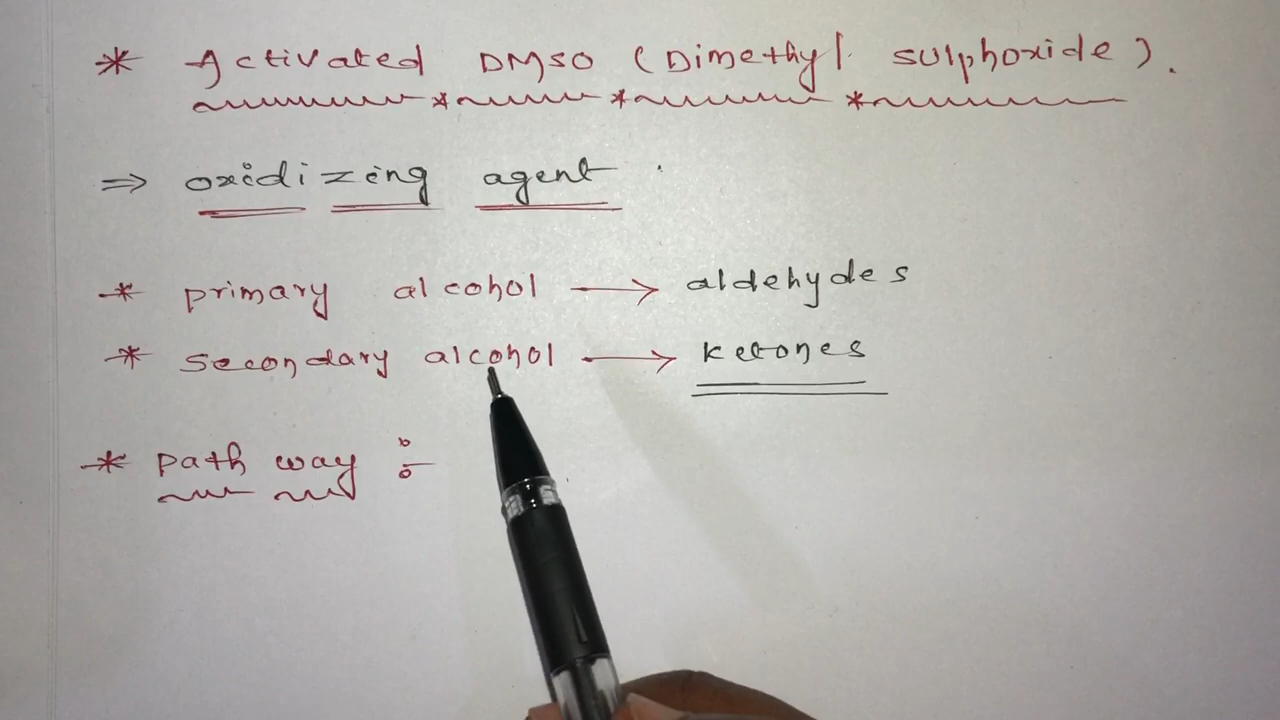 * Activated DMSO (Dimethyl sulphoxide).
⇒ oxidizing agent.
* primary alcohol → aldehydes
* secondary alcohol → ketones
* path way :-